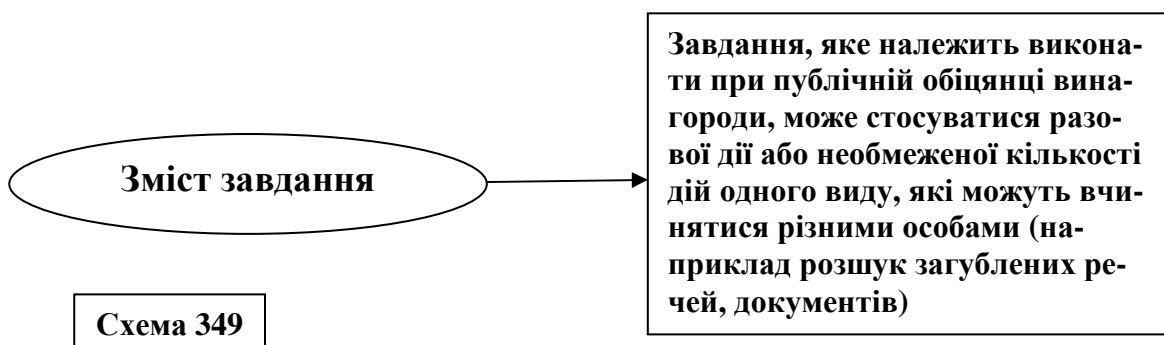 Зміст завдання
Завдання, яке належить викона-
ти при публічній обіцянці вина-
городи, може стосуватися разо-
вої дії або необмеженої кількості
дій одного виду, які можуть вчи-
нятися різними особами (на-
приклад розшук загублених ре-
чей, документів)
Схема 349